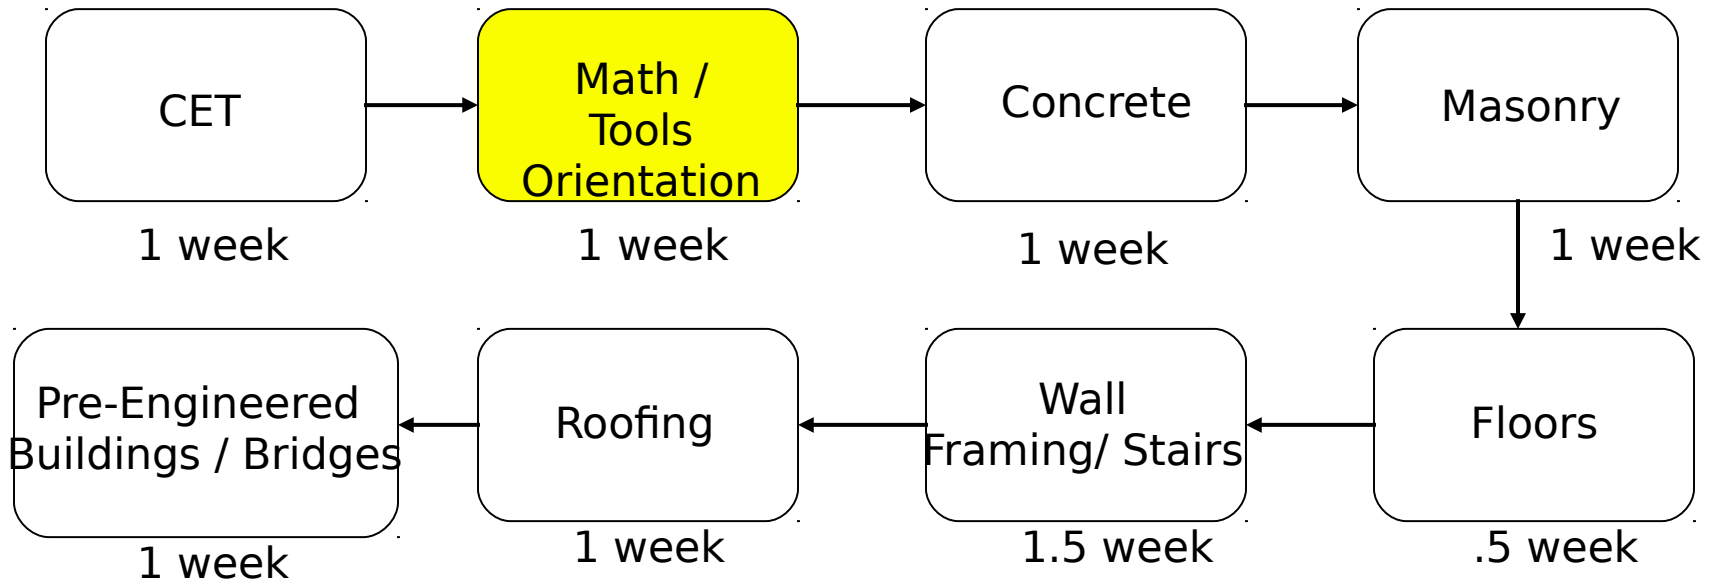 CET
1 week
Math /
Tools
Orientation
1 week
Concrete
1 week
Masonry
1 week
Floors
.5 week
Wall
Framing/ Stairs
1.5 week
Roofing
1 week
Pre-Engineered
Buildings / Bridges
1 week